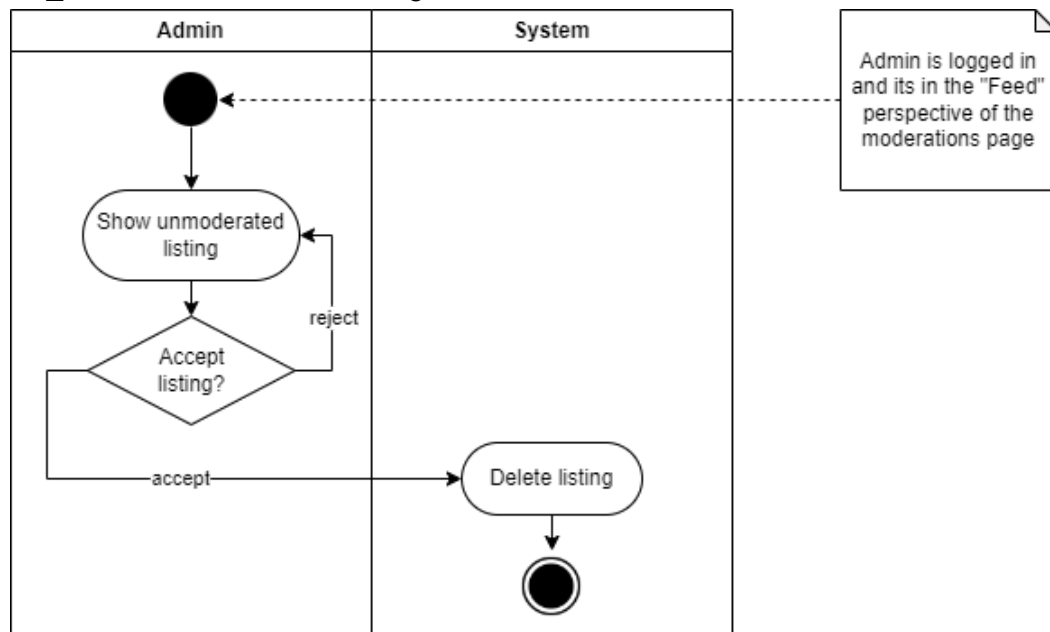 Admin
System
Admin is logged in
and its in the "Feed"
perspective of the
moderations page
Show unmoderated
listing
reject
Accept
listing?
accept
Delete listing